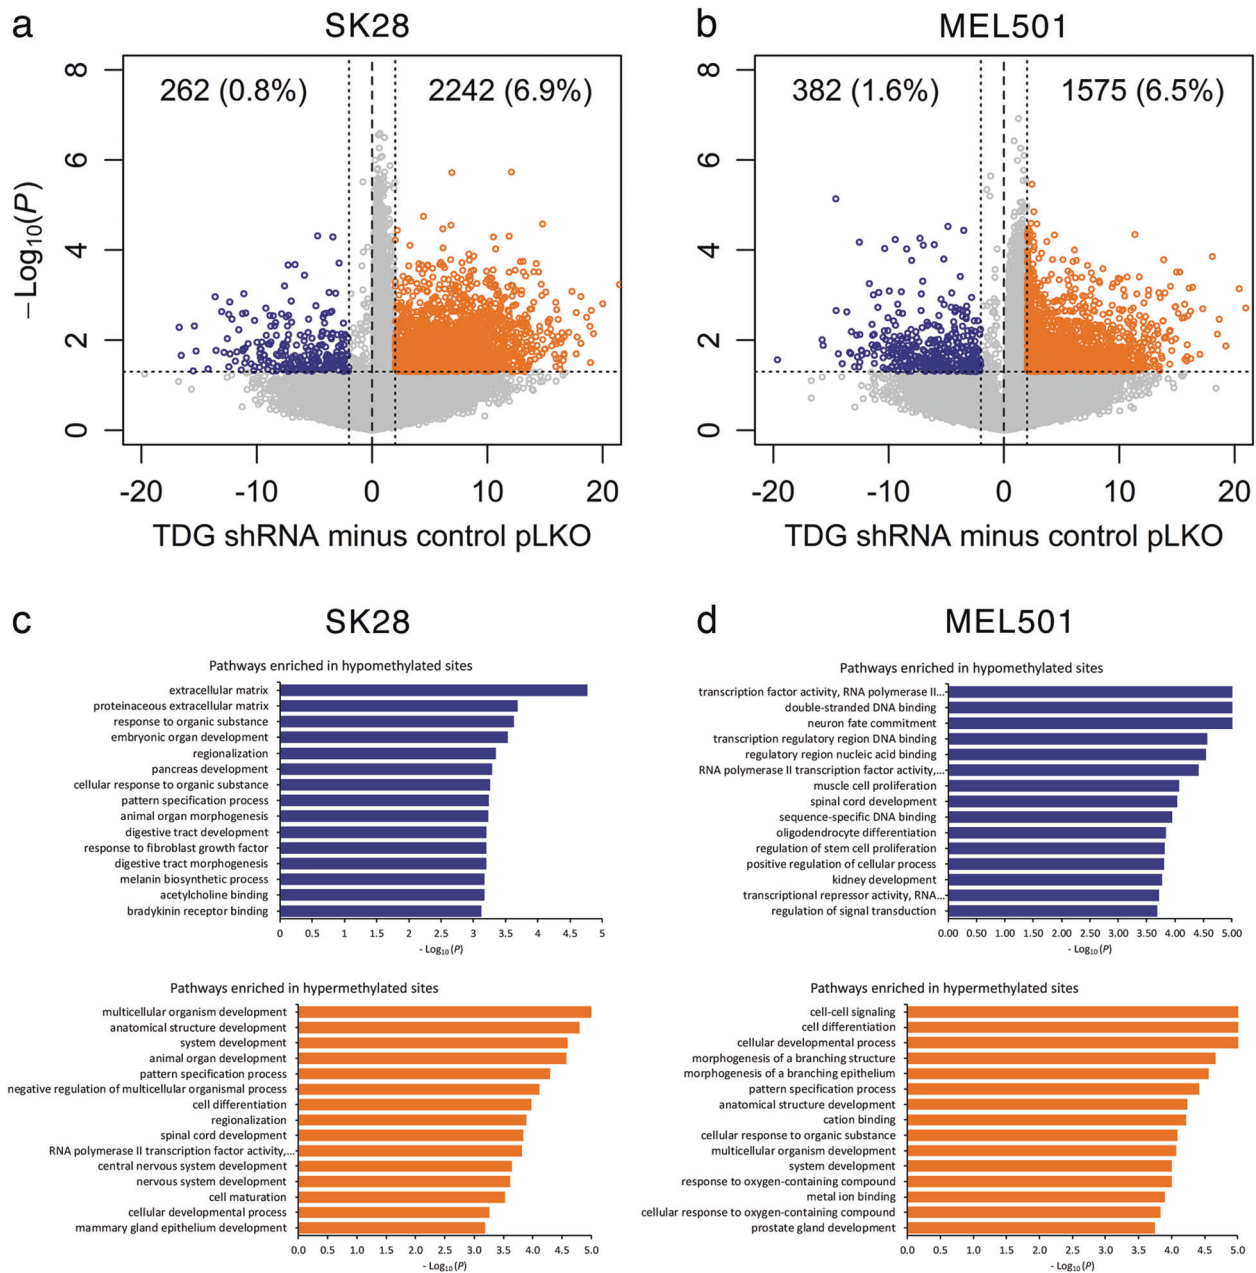 a
SK28
b
MEL501
262 (0.8%)
2242 (6.9%)
382 (1.6%)
1575 (6.5%)
−Log10(P)
8
6
4
2
0
8
6
4
2
0
-20 -10 0 10 20
-20 -10 0 10 20
TDG shRNA minus control pLKO
TDG shRNA minus control pLKO
c
SK28
Pathways enriched in hypomethylated sites
extracellular matrix
proteinaceous extracellular matrix
response to organic substance
embryonic organ development
regionalization
pancreas development
cellular response to organic substance
pattern specification process
animal organ morphogenesis
digestive tract development
response to fibroblast growth factor
digestive tract morphogenesis
melanin biosynthetic process
acetylcholine binding
bradykinin receptor binding
0 0.5 1 1.5 2 2.5 3 3.5 4 4.5 5
- Log10 (P)
Pathways enriched in hypermethylated sites
multicellular organism development
anatomical structure development
system development
animal organ development
pattern specification process
negative regulation of multicellular organismal process
cell differentiation
regionalization
spinal cord development
RNA polymerase II transcription factor activity,...
central nervous system development
nervous system development
cell maturation
cellular developmental process
mammary gland epithelium development
0.0 0.5 1.0 1.5 2.0 2.5 3.0 3.5 4.0 4.5 5.0
- Log10 (P)
d
MEL501
Pathways enriched in hypomethylated sites
transcription factor activity, RNA polymerase II...
double-stranded DNA binding
neuron fate commitment
transcription regulatory region DNA binding
regulatory region nucleic acid binding
RNA polymerase II transcription factor activity,...
muscle cell proliferation
spinal cord development
sequence-specific DNA binding
oligodendrocyte differentiation
regulation of stem cell proliferation
positive regulation of cellular process
kidney development
transcriptional repressor activity, RNA...
regulation of signal transduction
0.00 0.50 1.00 1.50 2.00 2.50 3.00 3.50 4.00 4.50 5.00
- Log10 (P)
Pathways enriched in hypermethylated sites
cell-cell signaling
cell differentiation
cellular developmental process
morphogenesis of a branching structure
morphogenesis of a branching epithelium
pattern specification process
anatomical structure development
cation binding
cellular response to organic substance
multicellular organism development
system development
response to oxygen-containing compound
metal ion binding
cellular response to oxygen-containing compound
prostate gland development
0.0 0.5 1.0 1.5 2.0 2.5 3.0 3.5 4.0 4.5 5.0
- Log10 (P)